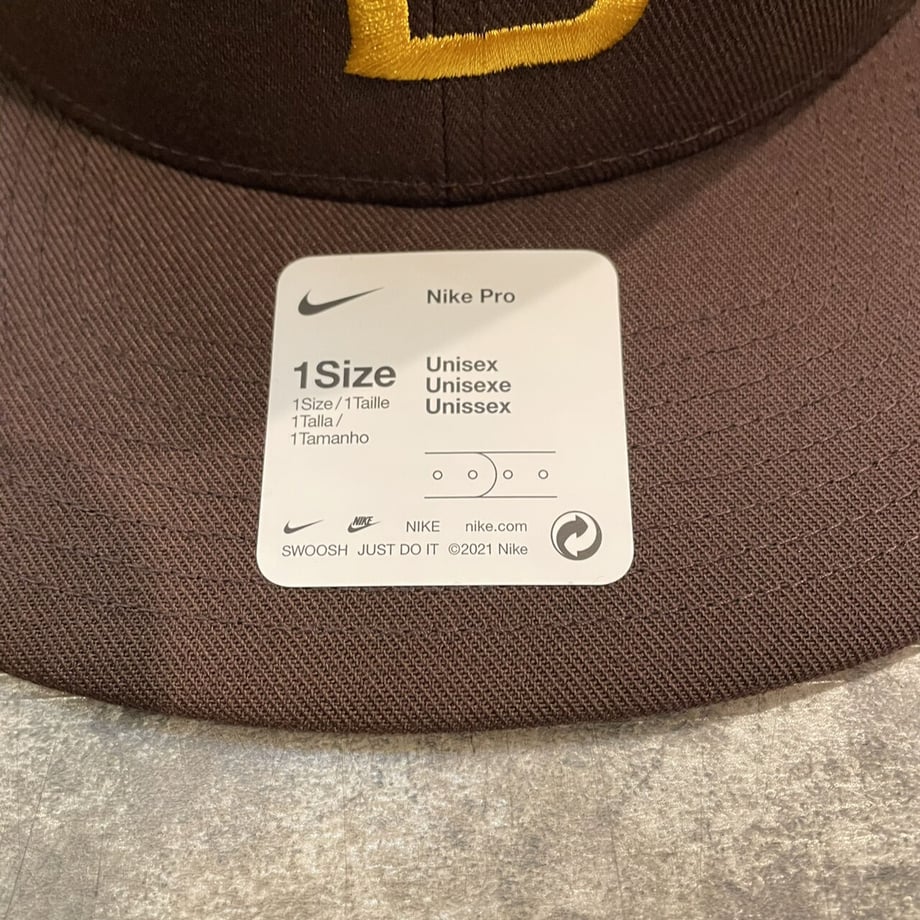 Nike Pro
1Size
1Size/1Taille
1Talla/
1Tamanho
Unisex
Unisexe
Unissex
NIKE NIKE nike.com
SWOOSH JUST DO IT ©2021 Nike